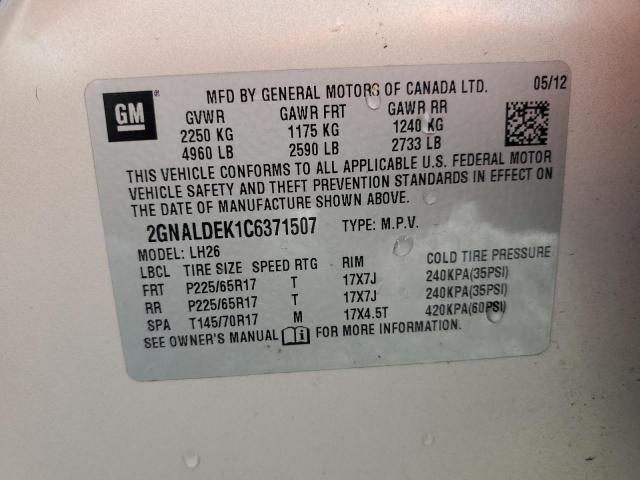 MFD BY GENERAL MOTORS OF CANADA LTD. 05/12
GM ®
GVWR GAWR FRT GAWR RR
2250 KG 1175 KG 1240 KG
4960 LB 2590 LB 2733 LB
THIS VEHICLE CONFORMS TO ALL APPLICABLE U.S. FEDERAL MOTOR
VEHICLE SAFETY AND THEFT PREVENTION STANDARDS IN EFFECT ON
THE DATE OF MANUFACTURE SHOWN ABOVE.
2GNALDEK1C6371507 TYPE: M.P.V.
MODEL: LH26
LBCL TIRE SIZE SPEED RTG RIM COLD TIRE PRESSURE
FRT P225/65R17 T 17X7J 240KPA(35PSI)
RR P225/65R17 T 17X7J 240KPA(35PSI)
SPA T145/70R17 M 17X4.5T 420KPA(60PSI)
SEE OWNER'S MANUAL i FOR MORE INFORMATION.